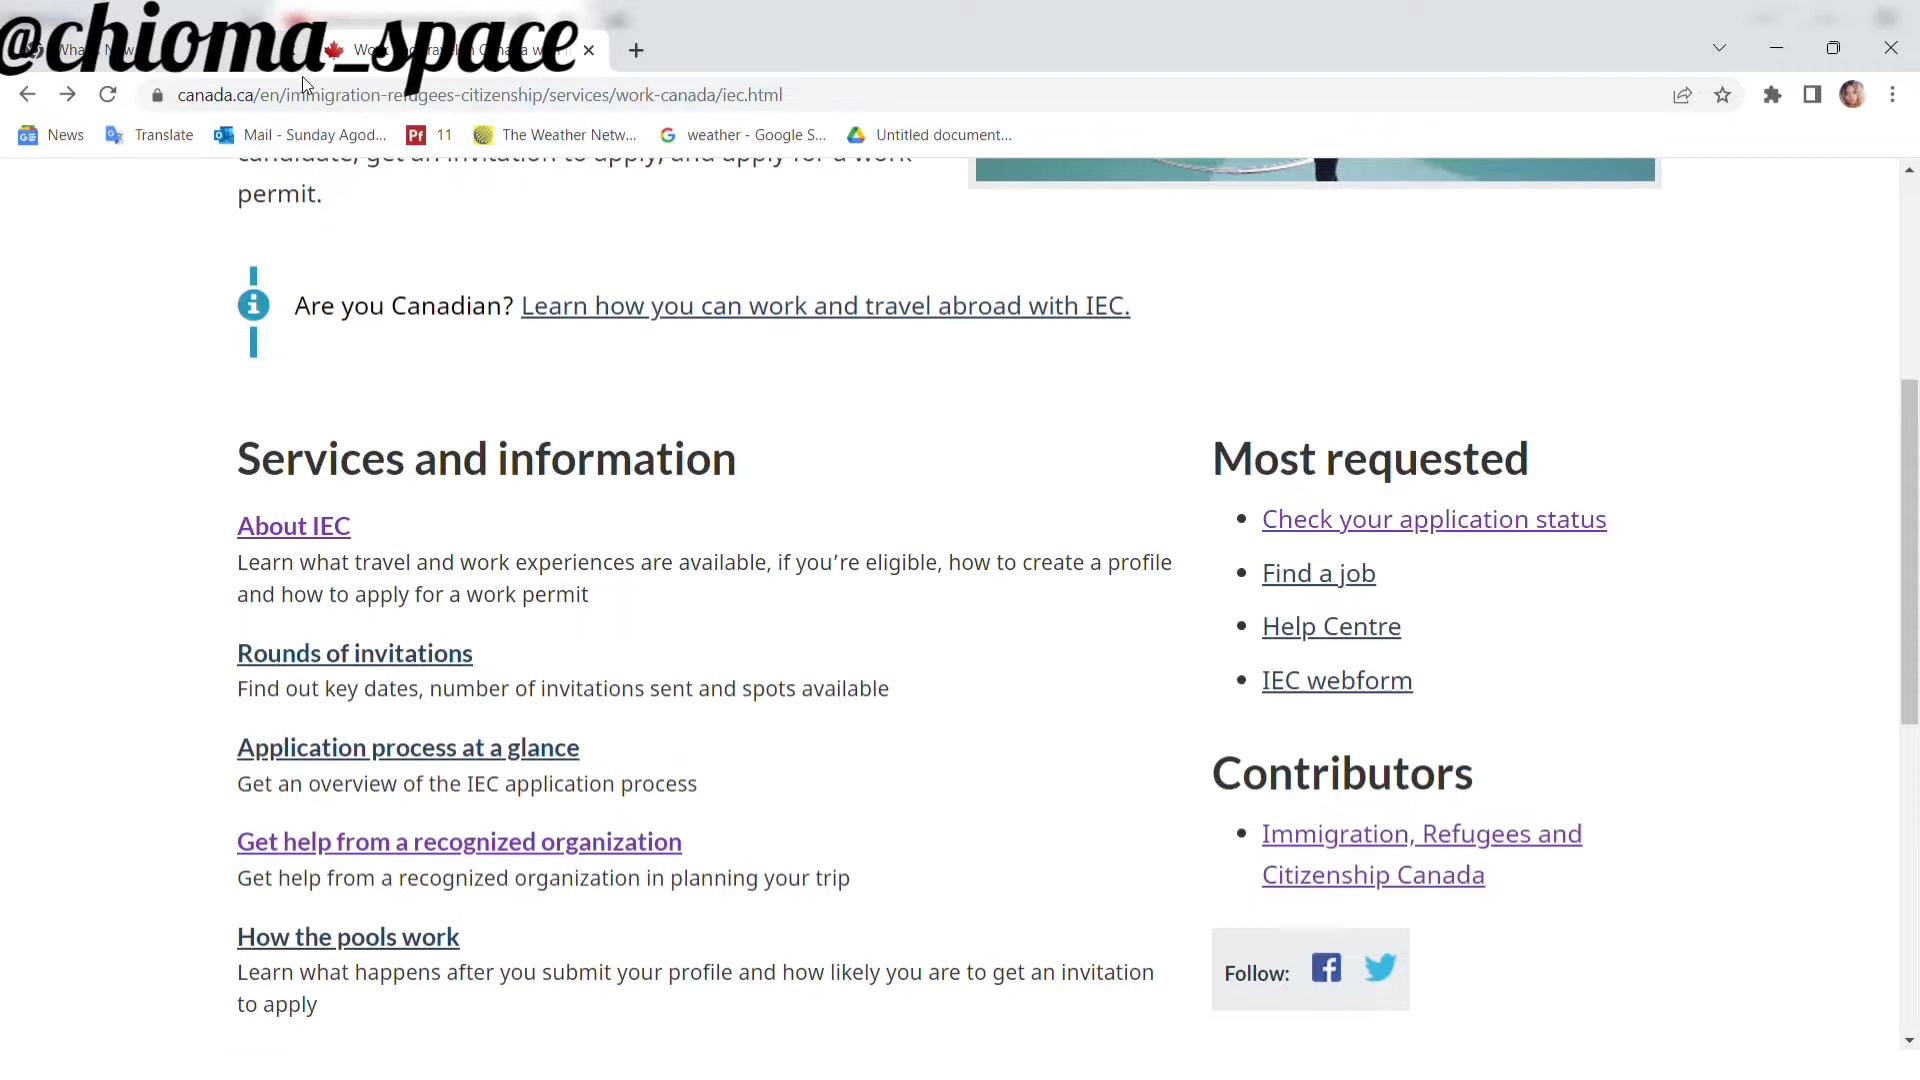 @chioma_space
canada.ca/en/immigration-refugees-citizenship/services/work-canada/iec.html
News Translate Mail - Sunday Agod... 11 The Weather Netw... weather - Google S... Untitled document...
candidate, get an invitation to apply, and apply for a work
permit.
Are you Canadian? Learn how you can work and travel abroad with IEC.
Services and information
About IEC
Learn what travel and work experiences are available, if you’re eligible, how to create a profile
and how to apply for a work permit
Rounds of invitations
Find out key dates, number of invitations sent and spots available
Application process at a glance
Get an overview of the IEC application process
Get help from a recognized organization
Get help from a recognized organization in planning your trip
How the pools work
Learn what happens after you submit your profile and how likely you are to get an invitation
to apply
Most requested
Check your application status
Find a job
Help Centre
IEC webform
Contributors
Immigration, Refugees and
Citizenship Canada
Follow: